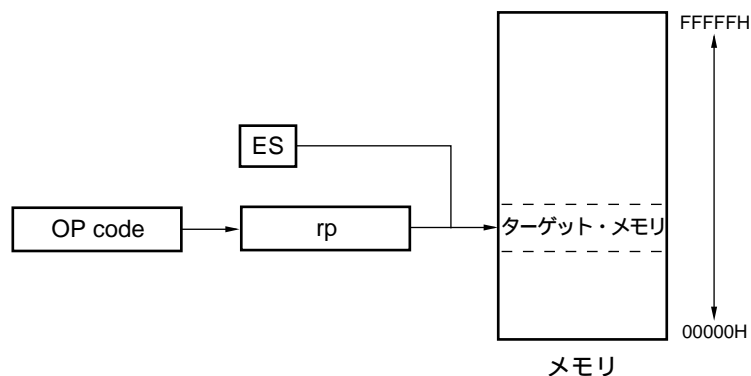 FFFFFH
ES
OP code
rp
ターゲット・メモリ
00000H
メモリ